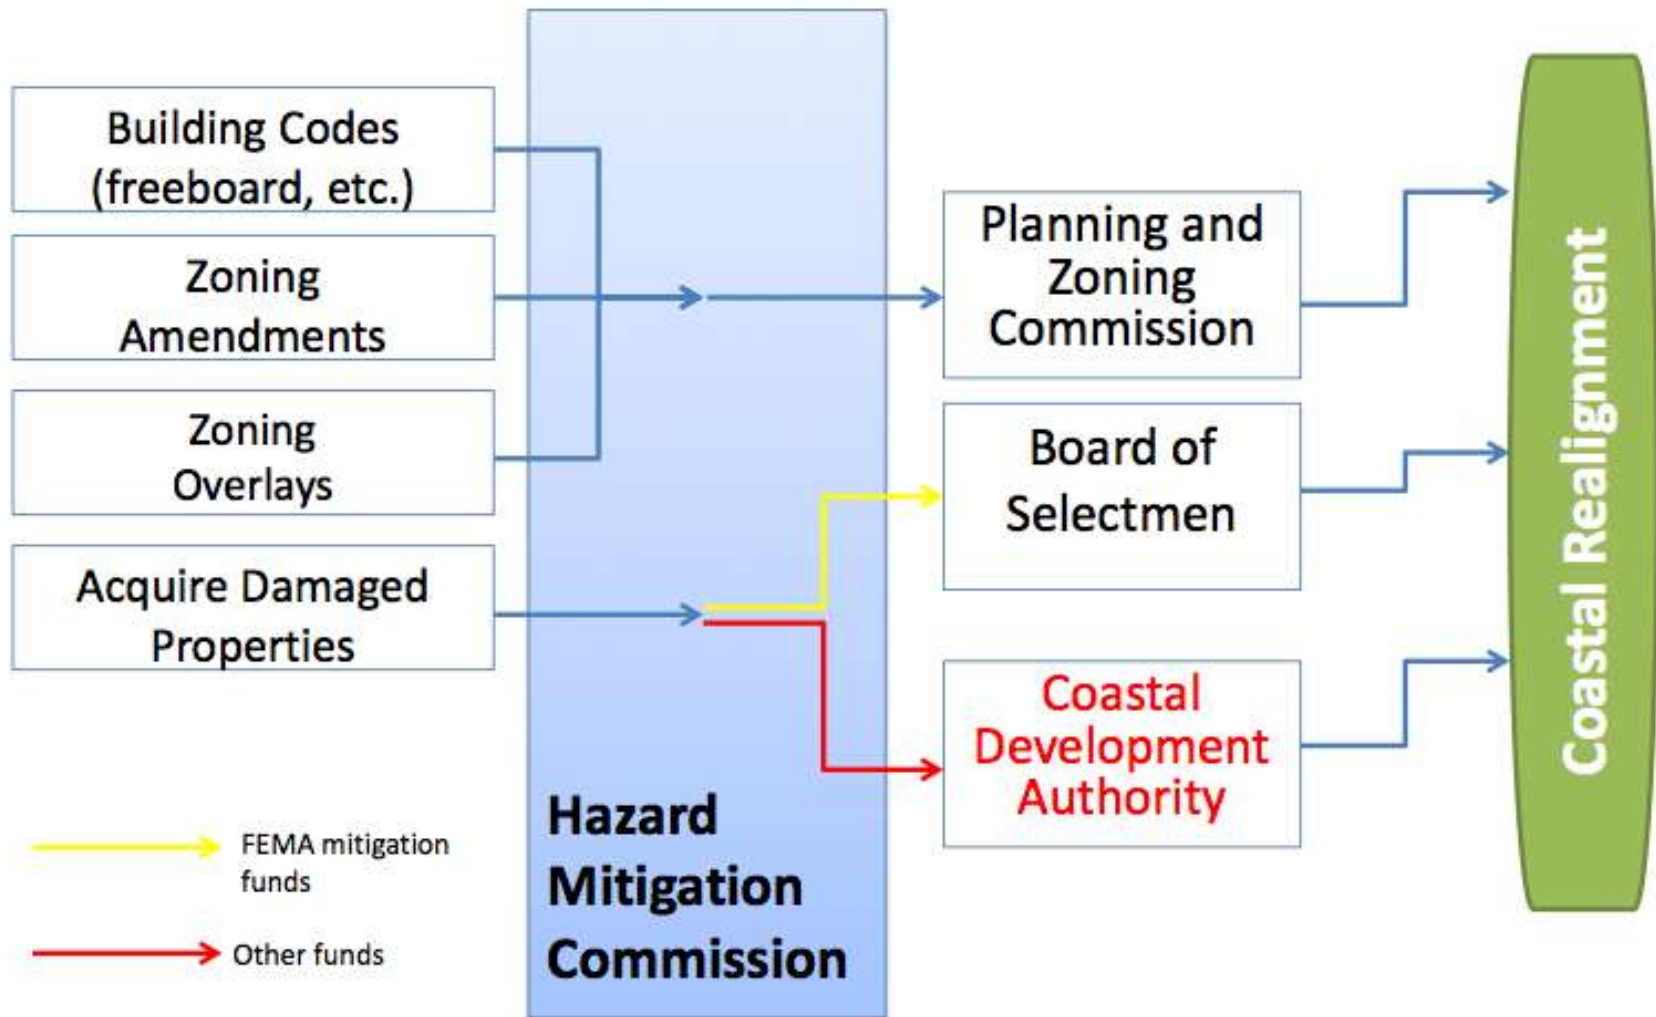 Building Codes
(freeboard, etc.)
Zoning
Amendments
Zoning
Overlays
Acquire Damaged
Properties
FEMA mitigation
funds
Other funds
Hazard
Mitigation
Commission
Planning and
Zoning
Commission
Board of
Selectmen
Coastal
Development
Authority
Coastal Realignment